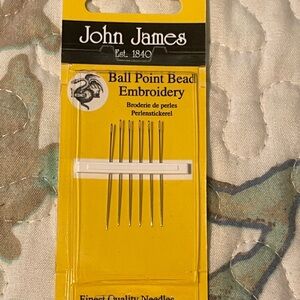 John James
Est. 1840
Ball Point Bead
Embroidery
Broderie de perles
Perlenstickerei
Finest Quality Needles